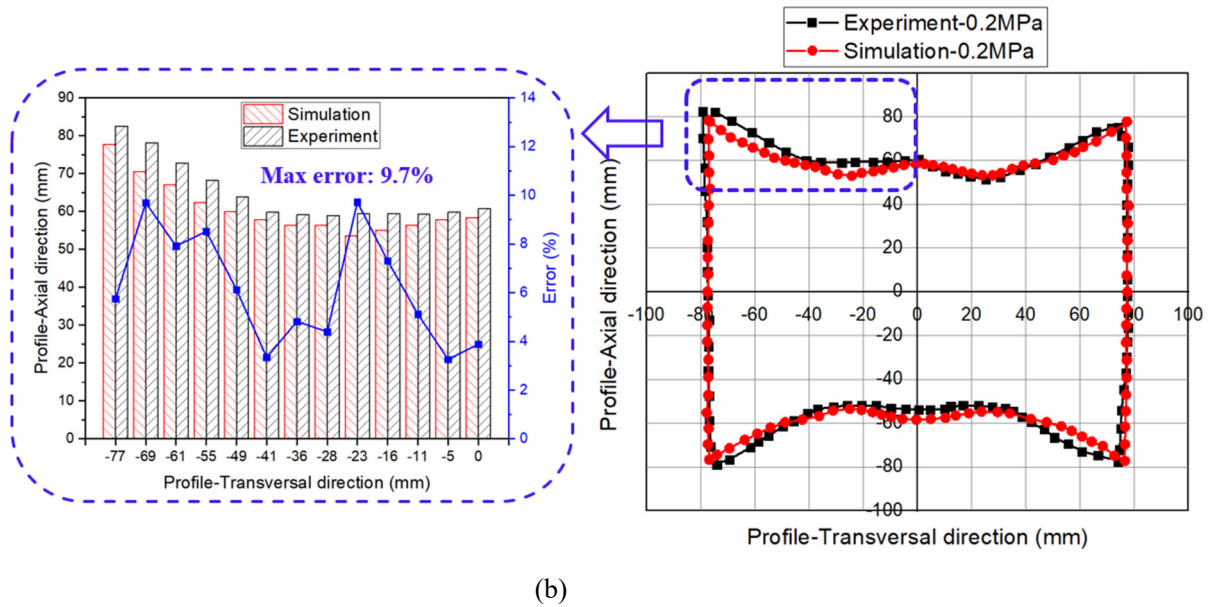 Experiment-0.2MPa
Simulation-0.2MPa
90
80
70
60
50
40
30
20
10
0
Profile-Axial direction (mm)
Simulation
Experiment
Max error: 9.7%
14
12
10
8
6
4
2
0
Error (%)
-77 -69 -61 -55 -49 -41 -36 -28 -23 -16 -11 -5 0
Profile-Transversal direction (mm)
80
60
40
20
0
-20
-40
-60
-80
-100
Profile-Axial direction (mm)
-100 -80 -60 -40 -20 0 20 40 60 80 100
Profile-Transversal direction (mm)
(b)